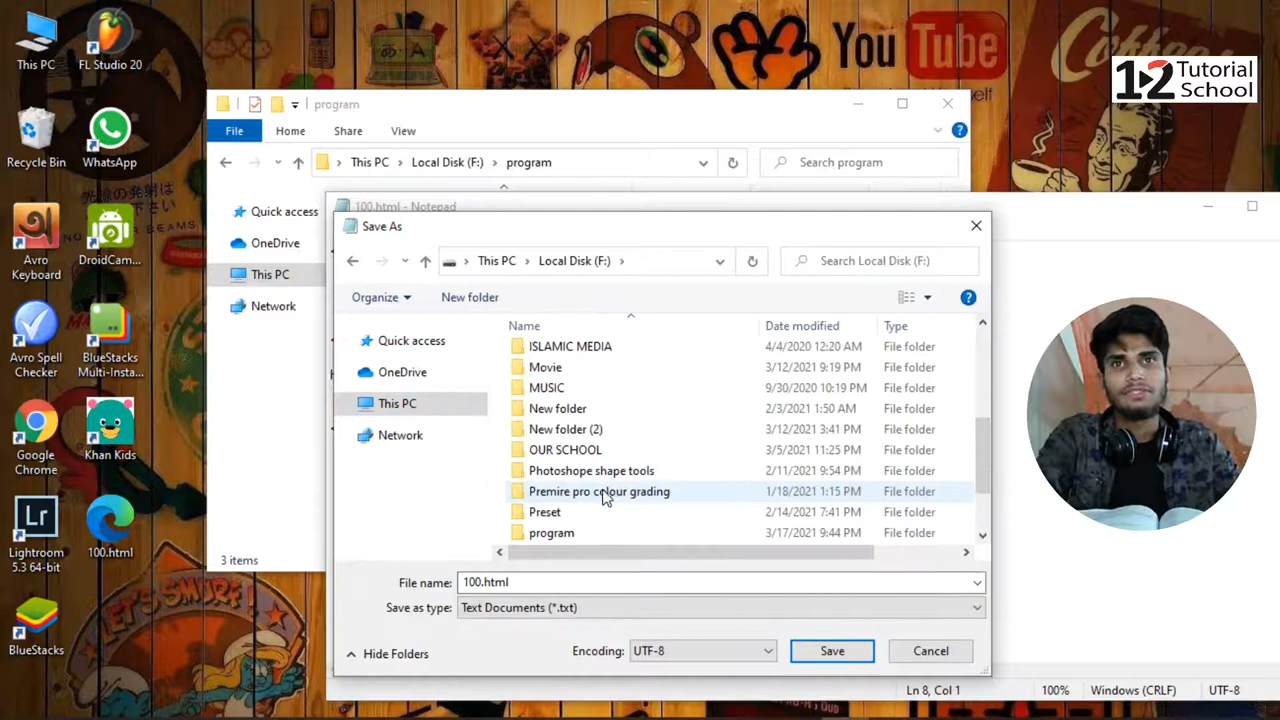 This PC
FL Studio 20
Recycle Bin
WhatsApp
Avro
Keyboard
DroidCam...
Avro Spell
Checker
BlueStacks
Multi-Insta...
Google
Chrome
Khan Kids
Lightroom
5.3 64-bit
100.html
BlueStacks
You Tube
Coffee
12 Tutorial
School
program
File Home Share View
This PC > Local Disk (F:) > program
Search program
Quick access
OneDrive
This PC
Network
3 items
100.html - Notepad
Save As
This PC > Local Disk (F:) >
Search Local Disk (F:)
Organize
New folder
Quick access
OneDrive
This PC
Network
Name Date modified Type
ISLAMIC MEDIA 4/4/2020 12:20 AM File folder
Movie 3/12/2021 9:19 PM File folder
MUSIC 9/30/2020 10:19 PM File folder
New folder 2/3/2021 1:50 AM File folder
New folder (2) 3/12/2021 3:41 PM File folder
OUR SCHOOL 3/5/2021 11:25 PM File folder
Photoshope shape tools 2/11/2021 9:54 PM File folder
Premire pro colour grading 1/18/2021 1:15 PM File folder
Preset 2/14/2021 7:41 PM File folder
program 3/17/2021 9:44 PM File folder
File name: 100.html
Save as type: Text Documents (*.txt)
Hide Folders
Encoding: UTF-8
Save
Cancel
Ln 8, Col 1 100% Windows (CRLF) UTF-8
LET'S SMURF!